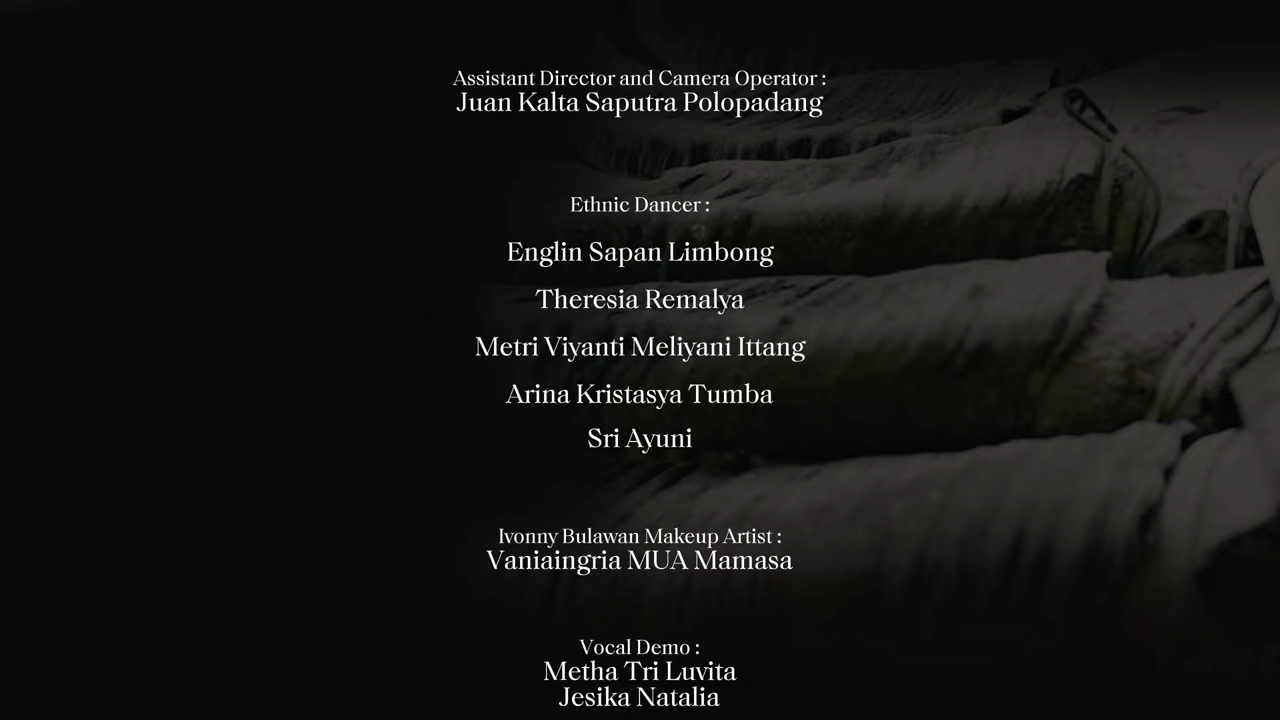 Assistant Director and Camera Operator :
Juan Kalta Saputra Polopadang
Ethnic Dancer :
Englin Sapan Limbong
Theresia Remalya
Metri Viyanti Meliyani Ittang
Arina Kristasya Tumba
Sri Ayuni
Ivonny Bulawan Makeup Artist :
Vaniaingria MUA Mamasa
Vocal Demo :
Metha Tri Luvita
Jesika Natalia